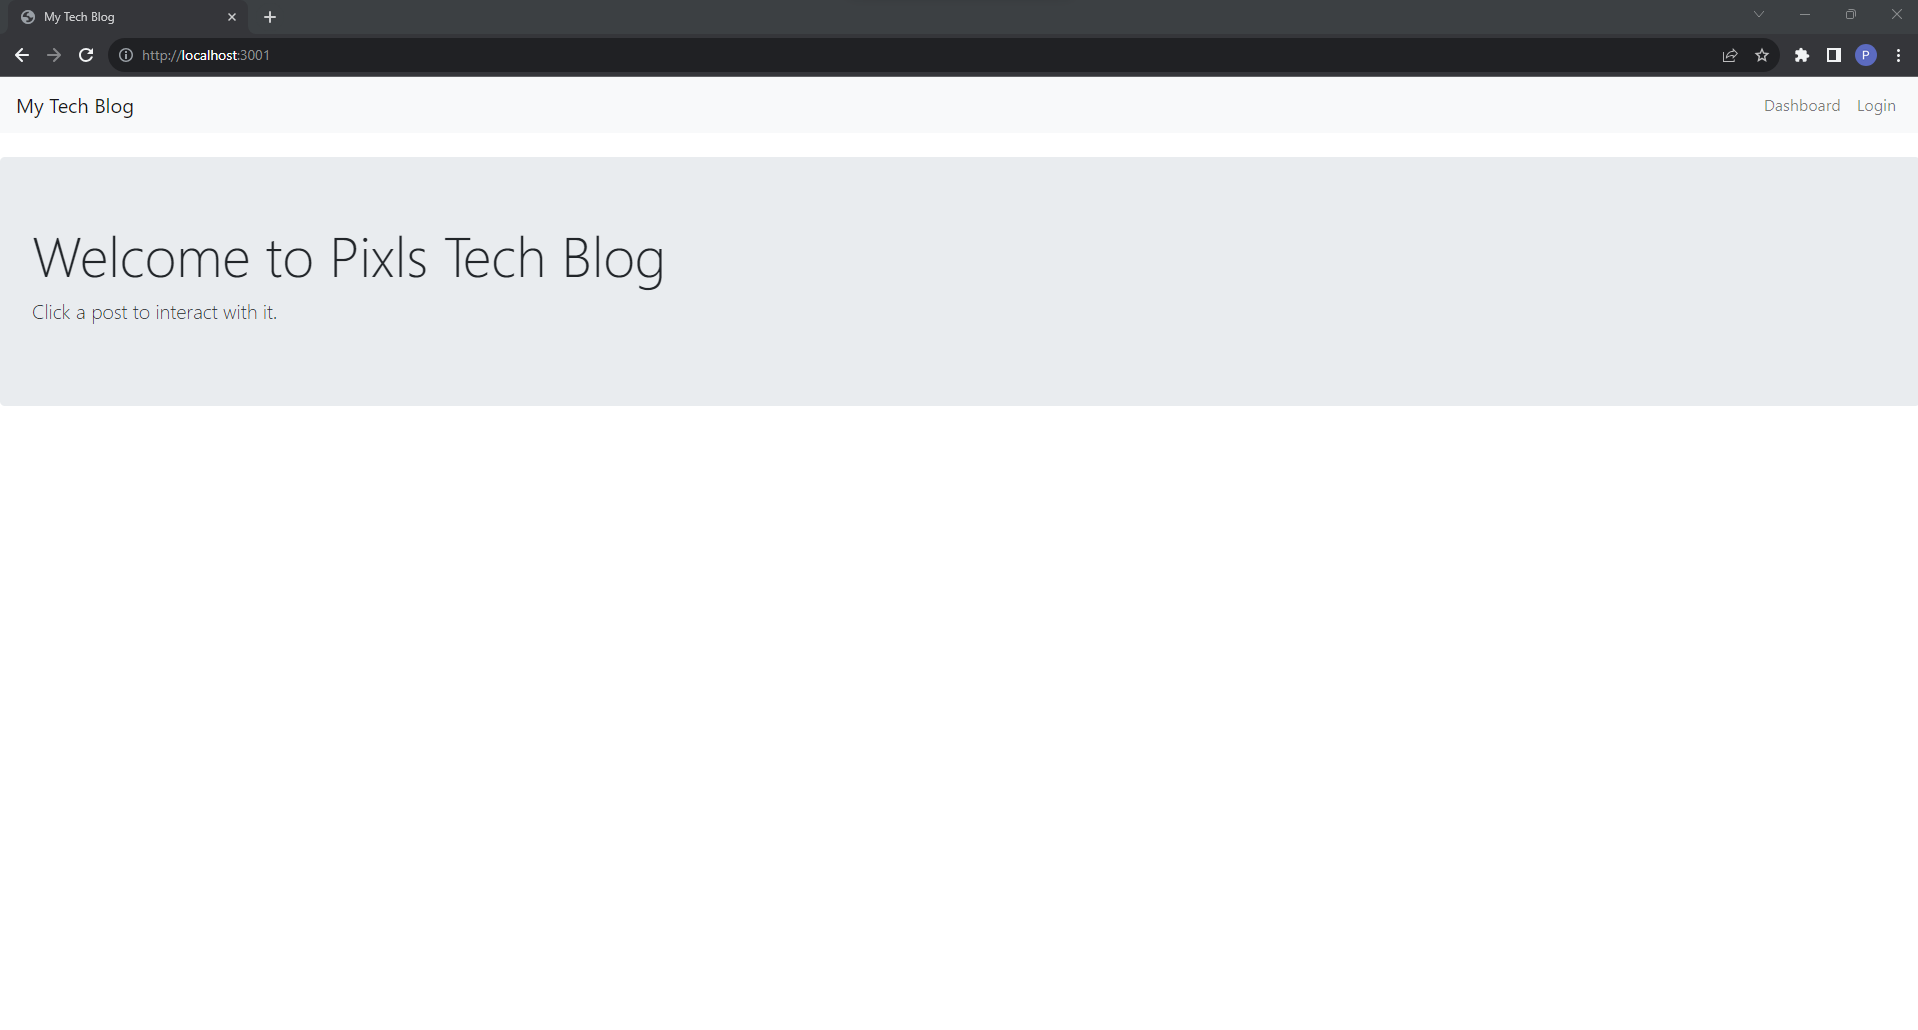 My Tech Blog
http://localhost:3001
P
My Tech Blog
Dashboard Login
Welcome to Pixls Tech Blog
Click a post to interact with it.